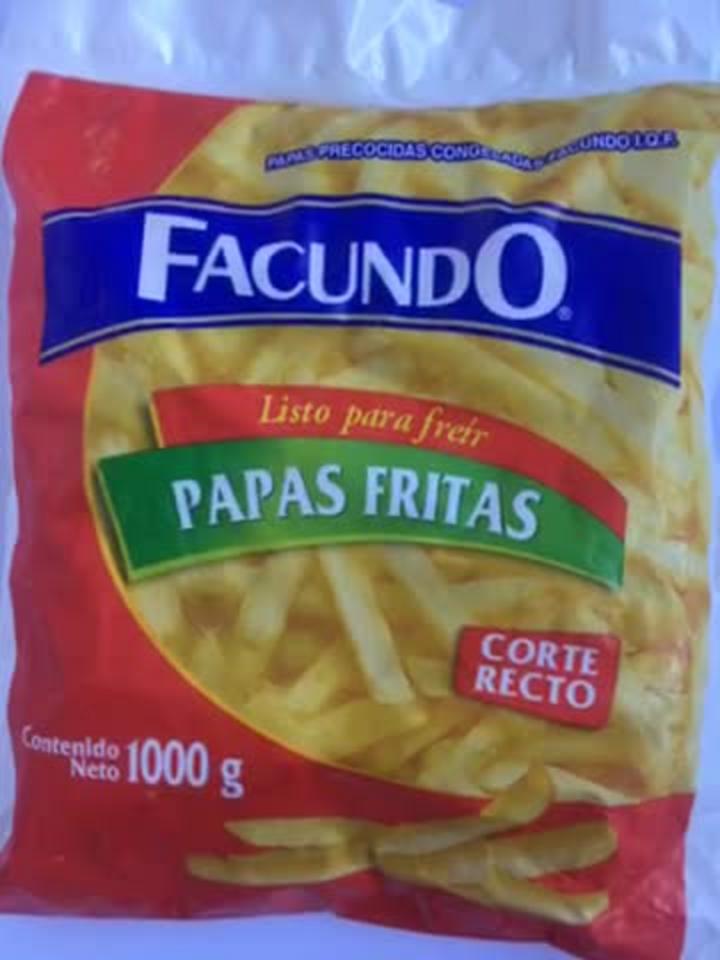 PAPAS PRECOCIDAS CONGELADAS FACUNDO I.Q.F.
FACUNDO®
Listo para freír
PAPAS FRITAS
CORTE
RECTO
Contenido
Neto 1000 g